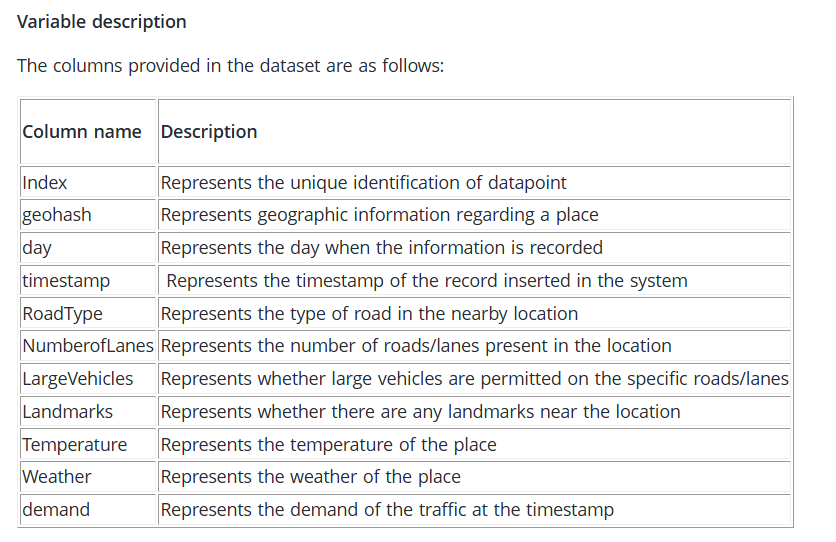 Variable description
The columns provided in the dataset are as follows:
Column name Description
Index Represents the unique identification of datapoint
geohash Represents geographic information regarding a place
day Represents the day when the information is recorded
timestamp Represents the timestamp of the record inserted in the system
RoadType Represents the type of road in the nearby location
NumberofLanes Represents the number of roads/lanes present in the location
LargeVehicles Represents whether large vehicles are permitted on the specific roads/lanes
Landmarks Represents whether there are any landmarks near the location
Temperature Represents the temperature of the place
Weather Represents the weather of the place
demand Represents the demand of the traffic at the timestamp